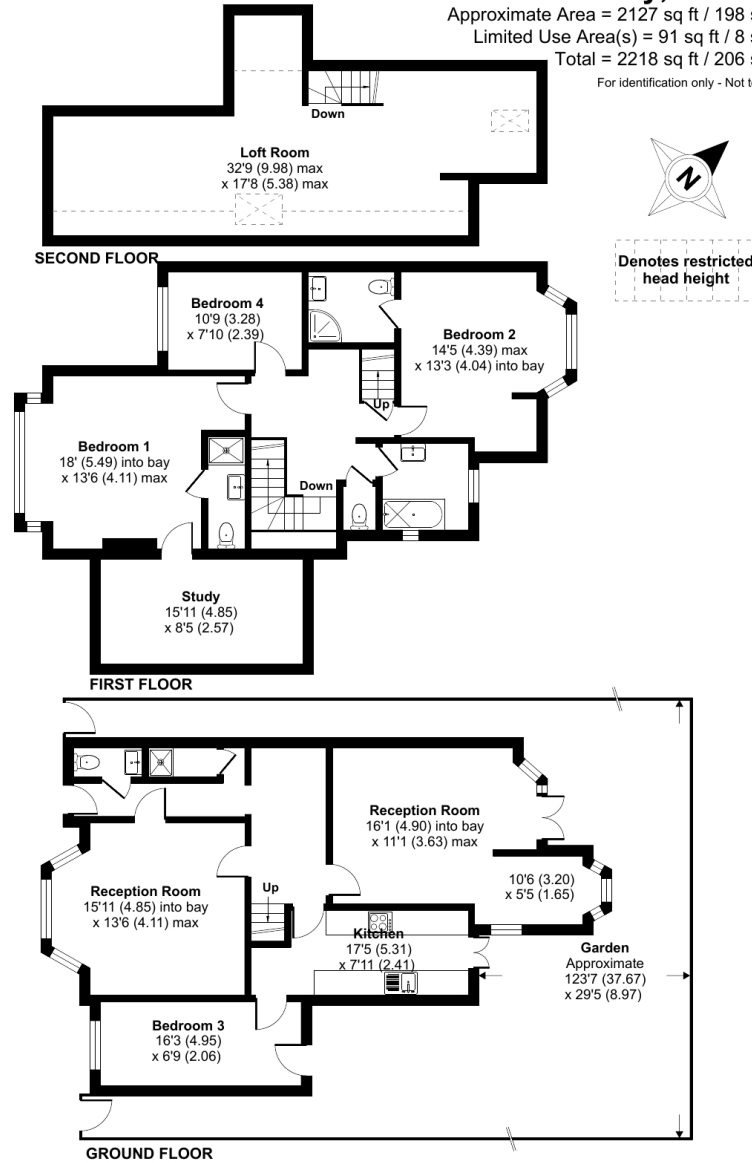 Approximate Area = 2127 sq ft / 198
Limited Use Area(s) = 91 sq ft / 8
Total = 2218 sq ft / 206
For identification only - Not
Down
Loft Room
32'9 (9.98) max
x 17'8 (5.38) max
N
SECOND FLOOR
Denotes restricted
head height
Bedroom 4
10'9 (3.28)
x 7'10 (2.39)
Bedroom 2
14'5 (4.39) max
x 13'3 (4.04) into bay
Up
Bedroom 1
18' (5.49) into bay
x 13'6 (4.11) max
Down
Study
15'11 (4.85)
x 8'5 (2.57)
FIRST FLOOR
Reception Room
16'1 (4.90) into bay
x 11'1 (3.63) max
10'6 (3.20)
x 5'5 (1.65)
Reception Room
15'11 (4.85) into bay
x 13'6 (4.11) max
Up
Kitchen
17'5 (5.31)
x 7'11 (2.41)
Garden
Approximate
123'7 (37.67)
x 29'5 (8.97)
Bedroom 3
16'3 (4.95)
x 6'9 (2.06)
GROUND FLOOR